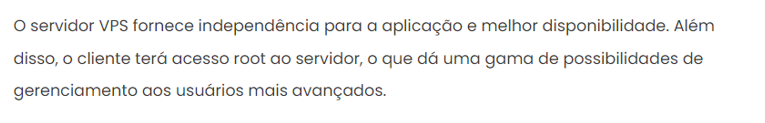 O servidor VPS fornece independência para a aplicação e melhor disponibilidade. Além
disso, o cliente terá acesso root ao servidor, o que dá uma gama de possibilidades de
gerenciamento aos usuários mais avançados.